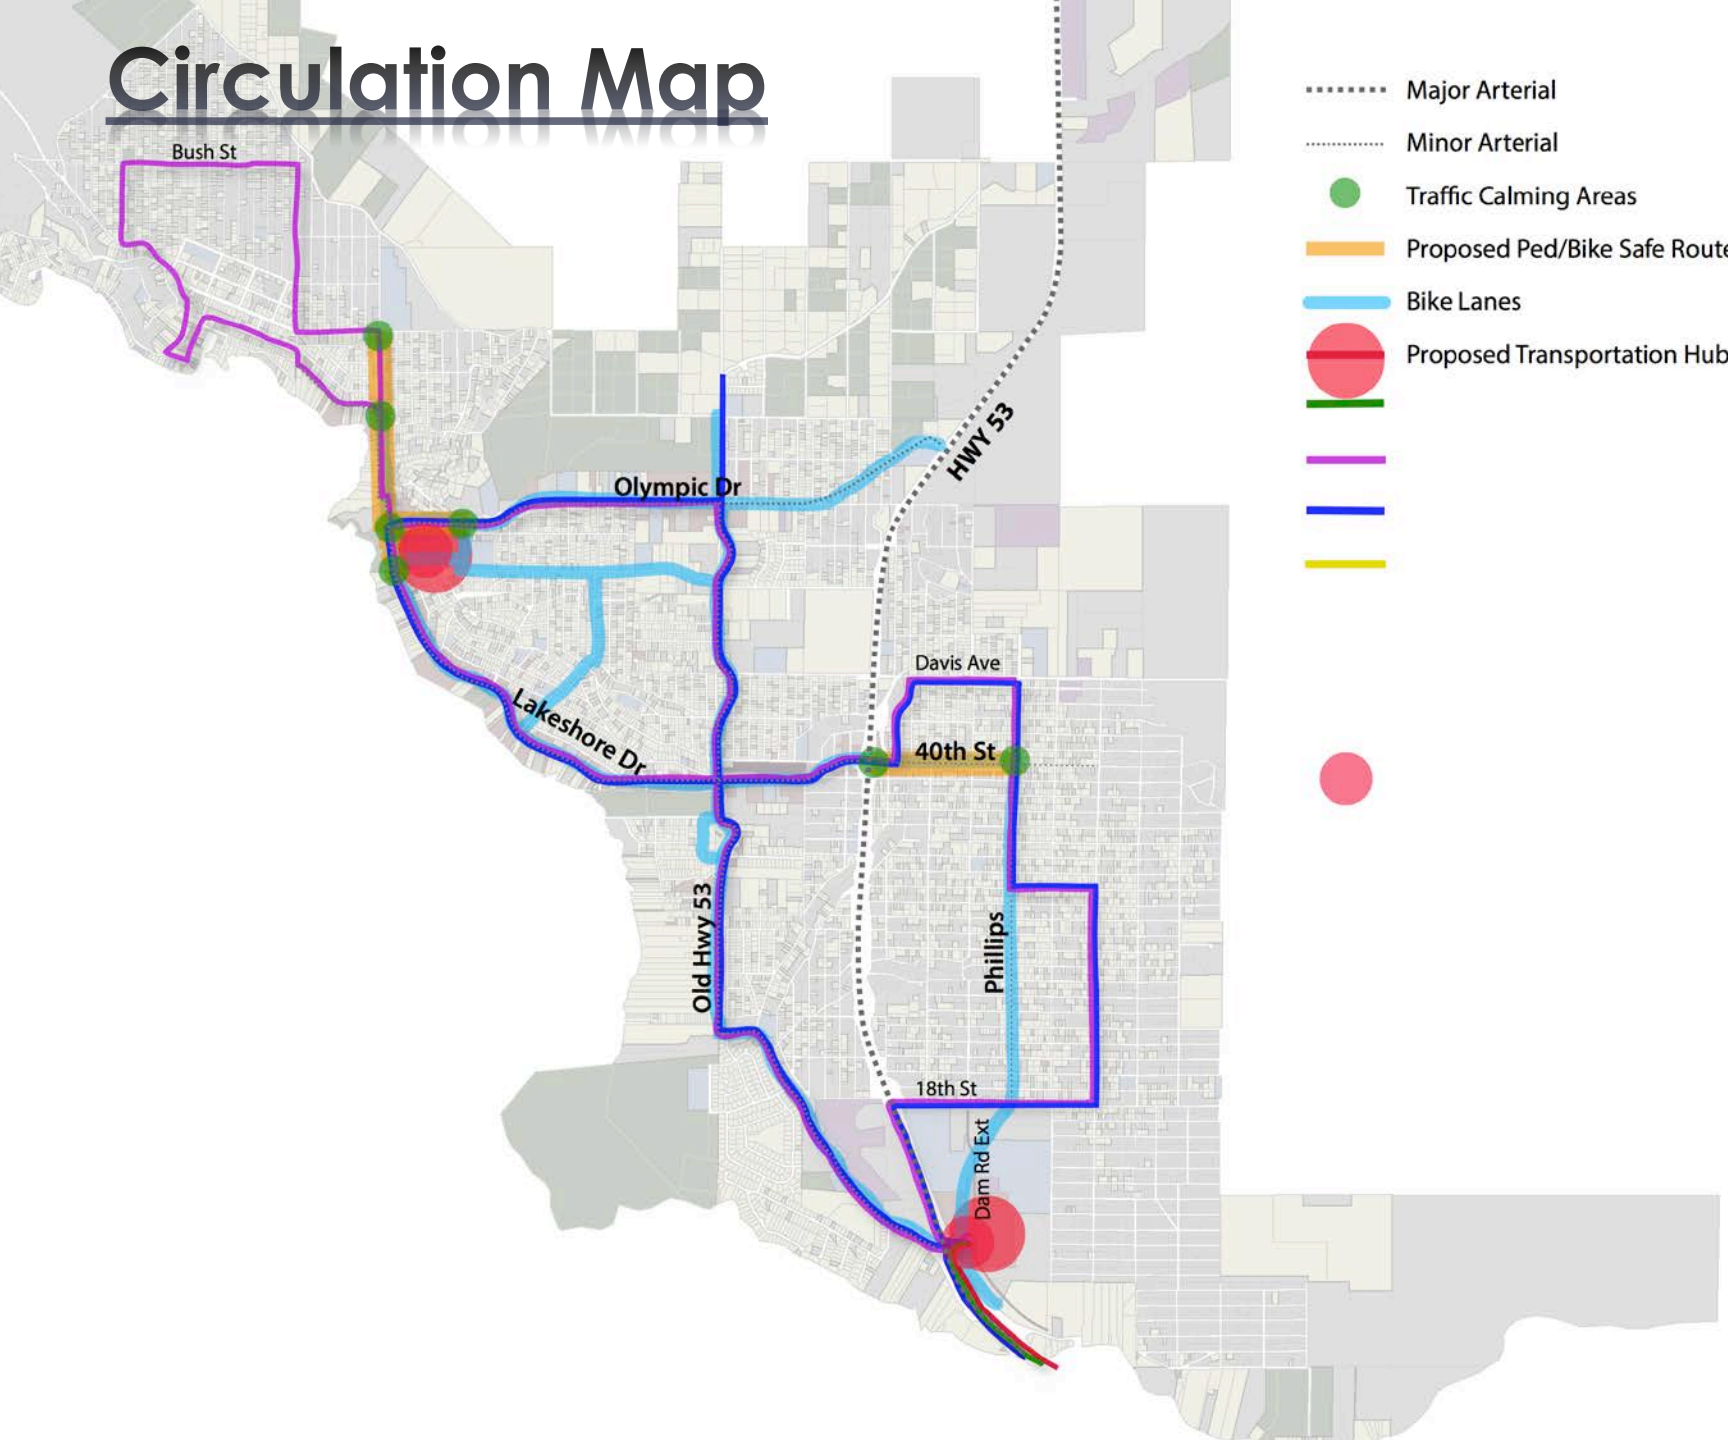 Circulation Map
Bush St
Major Arterial
Minor Arterial
Traffic Calming Areas
Proposed Ped/Bike Safe Route
Bike Lanes
Proposed Transportation Hub
HWY 53
Olympic Dr
Davis Ave
Lakeshore Dr
40th St
Old Hwy 53
Phillips
18th St
Dam Rd Ext